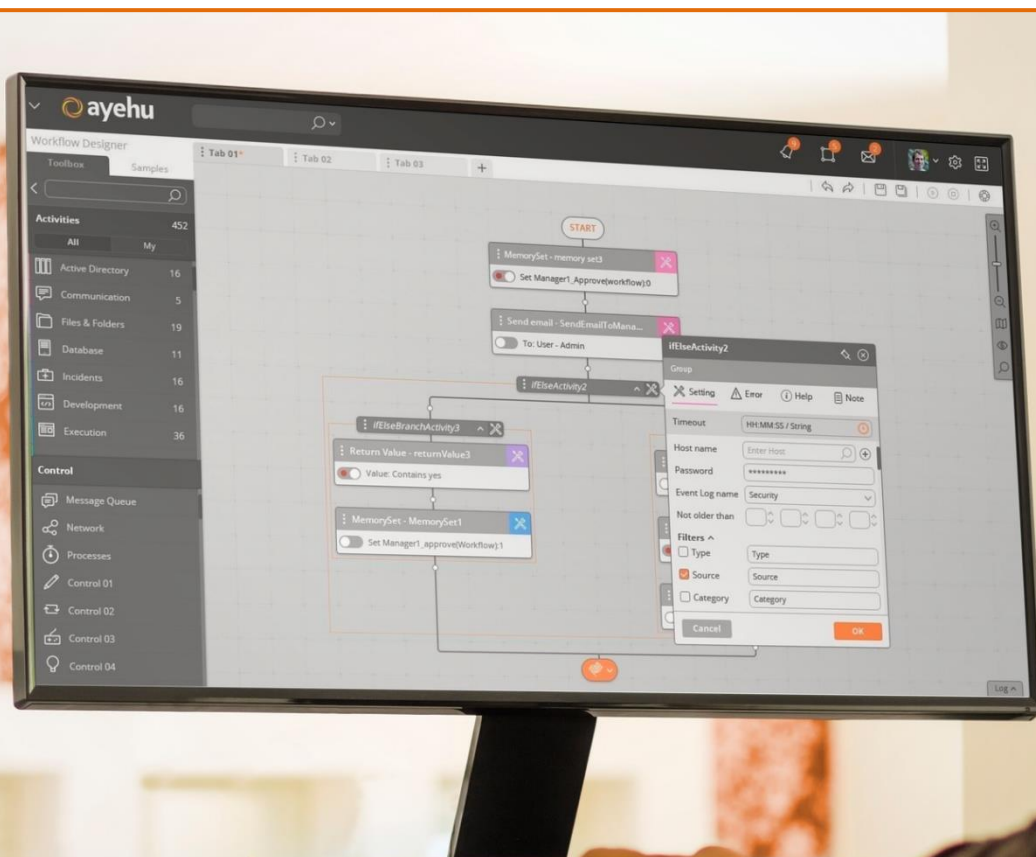 ayehu
Workflow Designer
Toolbox
Samples
Tab 01*
Tab 02
Tab 03
+
Activities 452
All My
Active Directory 16
Communication 5
Files & Folders 19
Database 11
Incidents 16
Development 16
Execution 36
Control
Message Queue
Network
Processes
Control 01
Control 02
Control 03
Control 04
START
MemorySet - memory set3
Set Manager1_Approve(workflow):0
Send email - SendEmailToMana...
To: User - Admin
ifElseActivity2
ifElseBranchActivity3
Return Value - returnValue3
Value: Contains yes
MemorySet - MemorySet1
Set Manager1_approve(Workflow):1
ifElseActivity2
Group
Setting Error Help Note
Timeout HH:MM:SS / String
Host name Enter Host
Password *********
Event Log name Security
Not older than
Filters
Type Type
Source Source
Category Category
Cancel OK
Log